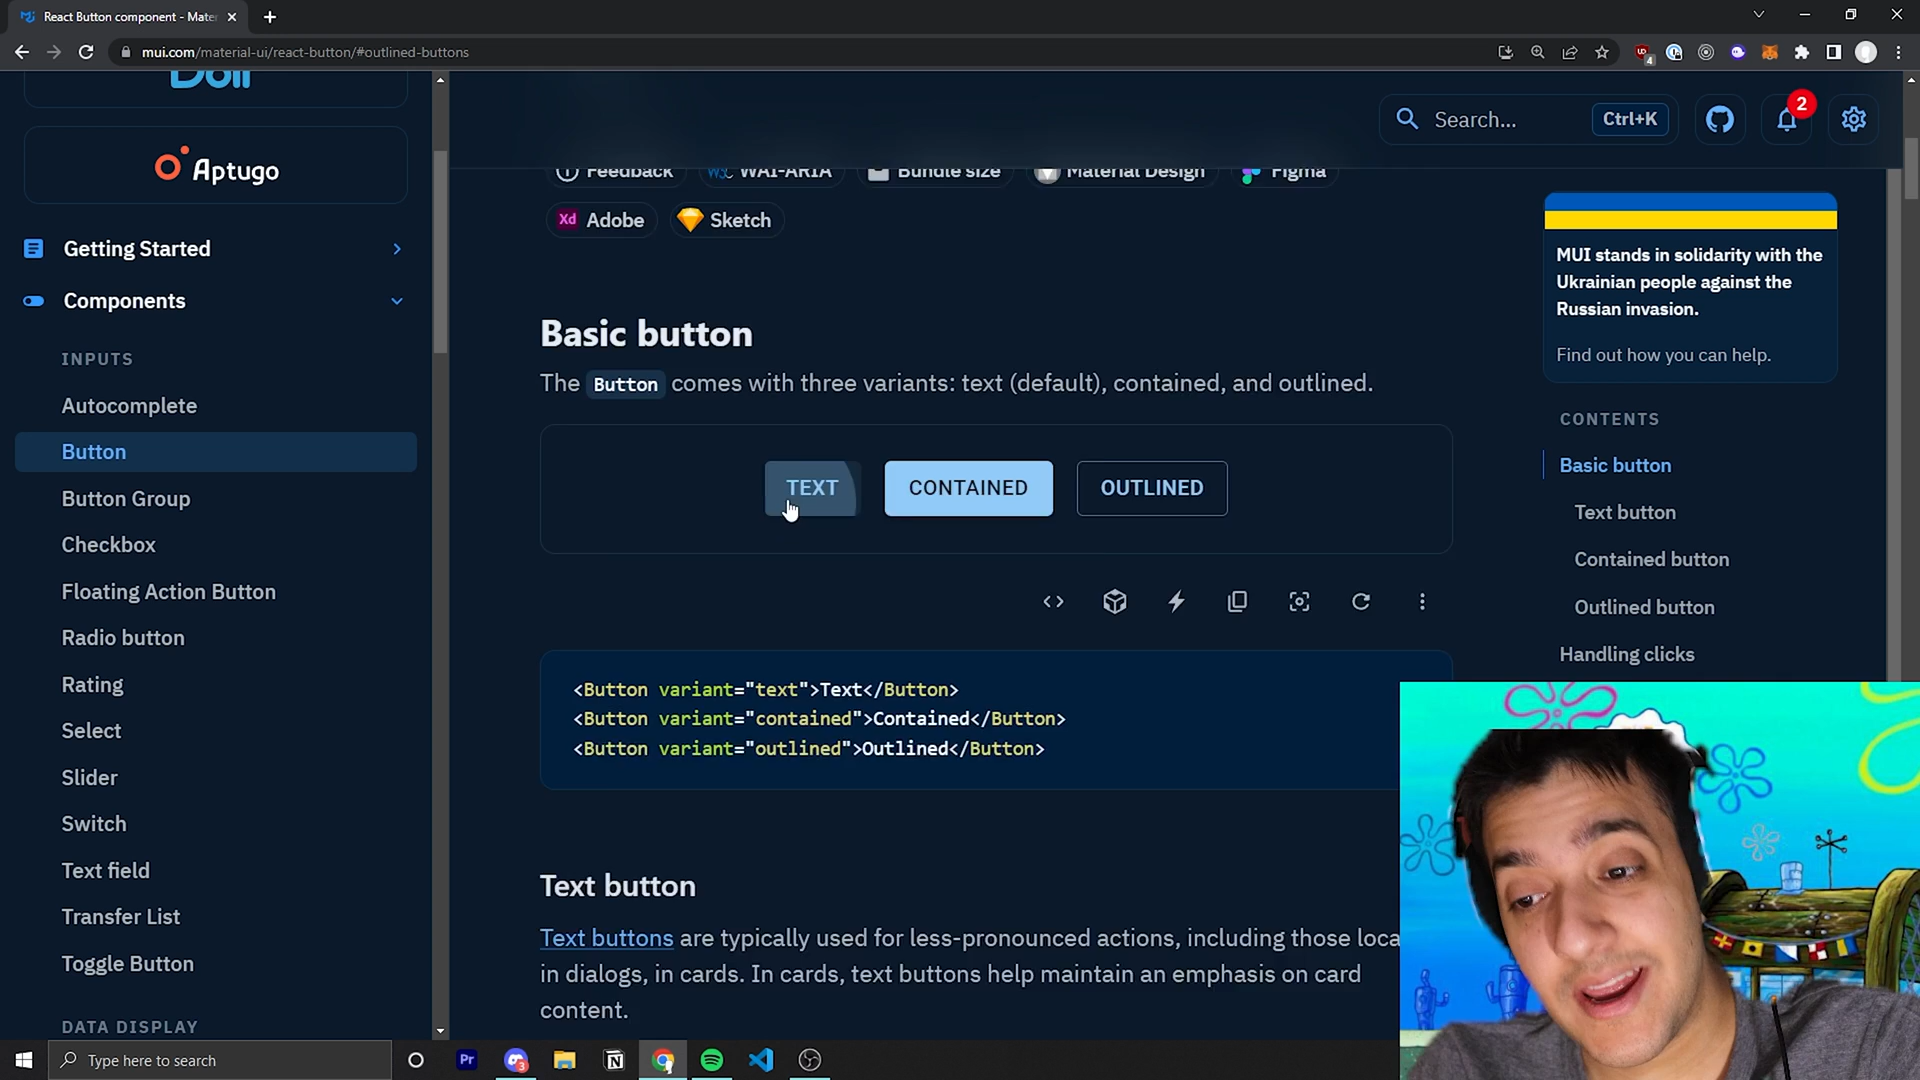 React Button component - Mater
mui.com/material-ui/react-button/#outlined-buttons
4
Doit
Aptugo
Getting Started
Components
INPUTS
Autocomplete
Button
Button Group
Checkbox
Floating Action Button
Radio button
Rating
Select
Slider
Switch
Text field
Transfer List
Toggle Button
DATA DISPLAY
Search...
Ctrl+K
2
Feedback
W3C WAI-ARIA
Bundle size
Material Design
Figma
Xd Adobe
Sketch
Basic button
The Button comes with three variants: text (default), contained, and outlined.
TEXT
CONTAINED
OUTLINED
<Button variant="text">Text</Button>
<Button variant="contained">Contained</Button>
<Button variant="outlined">Outlined</Button>
Text button
Text buttons are typically used for less-pronounced actions, including those loca
in dialogs, in cards. In cards, text buttons help maintain an emphasis on card
content.
MUI stands in solidarity with the
Ukrainian people against the
Russian invasion.
Find out how you can help.
CONTENTS
Basic button
Text button
Contained button
Outlined button
Handling clicks
Type here to search
Pr
3